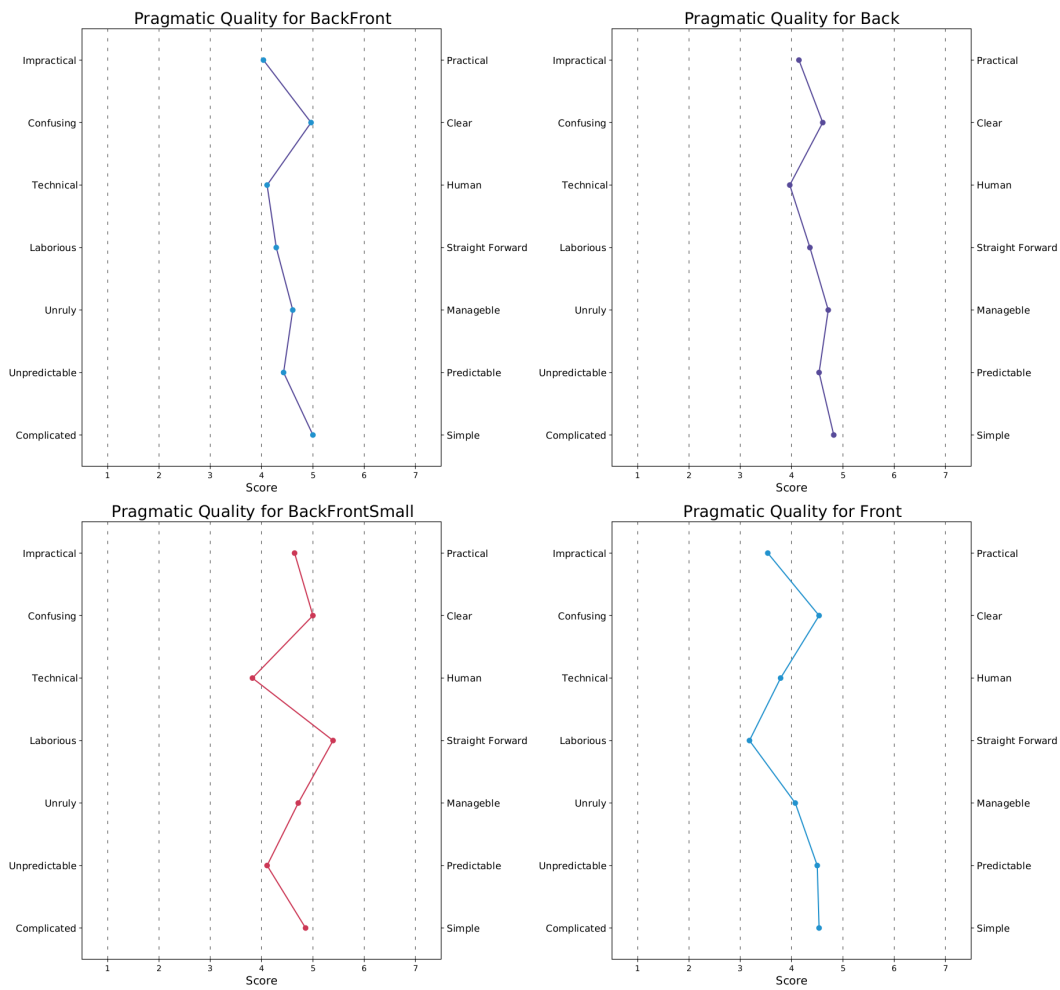 Pragmatic Quality for BackFront
Impractical Practical
Confusing Clear
Technical Human
Laborious Straight Forward
Unruly Manageble
Unpredictable Predictable
Complicated Simple
1 2 3 4 5 6 7
Score
Pragmatic Quality for Back
Impractical Practical
Confusing Clear
Technical Human
Laborious Straight Forward
Unruly Manageble
Unpredictable Predictable
Complicated Simple
1 2 3 4 5 6 7
Score
Pragmatic Quality for BackFrontSmall
Impractical Practical
Confusing Clear
Technical Human
Laborious Straight Forward
Unruly Manageble
Unpredictable Predictable
Complicated Simple
1 2 3 4 5 6 7
Score
Pragmatic Quality for Front
Impractical Practical
Confusing Clear
Technical Human
Laborious Straight Forward
Unruly Manageble
Unpredictable Predictable
Complicated Simple
1 2 3 4 5 6 7
Score